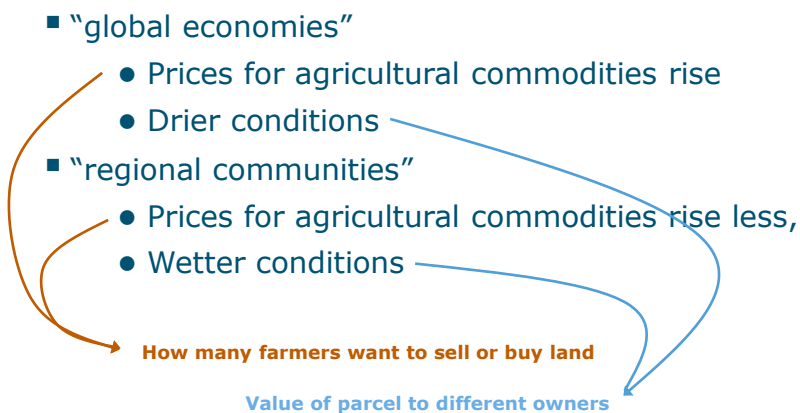 ▪ “global economies”
● Prices for agricultural commodities rise
● Drier conditions
▪ “regional communities”
● Prices for agricultural commodities rise less,
● Wetter conditions
How many farmers want to sell or buy land
Value of parcel to different owners